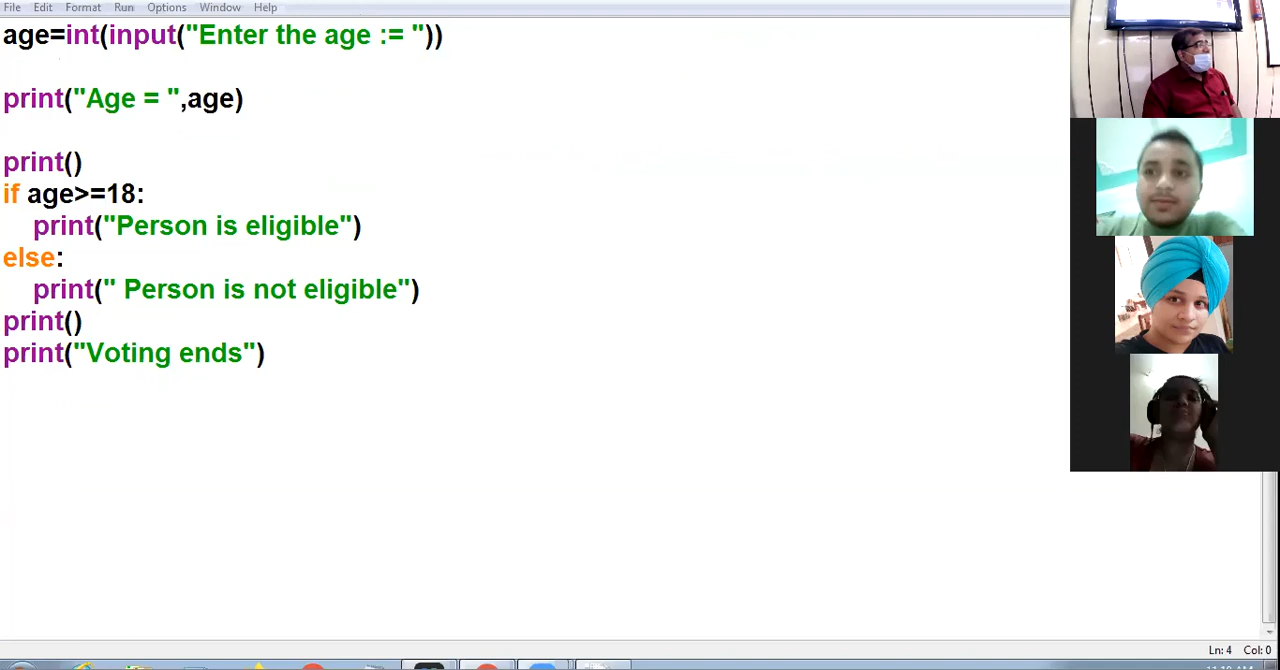 File Edit Format Run Options Window Help
age=int(input("Enter the age := "))
print("Age = ",age)
print()
if age>=18:
print("Person is eligible")
else:
print(" Person is not eligible")
print()
print("Voting ends")
Ln: 4 Col: 0